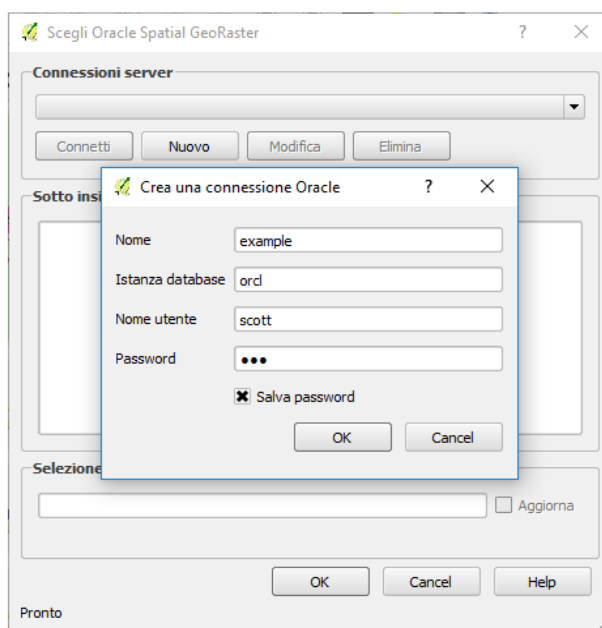 Scegli Oracle Spatial GeoRaster ?
Connessioni server
Connetti Nuovo Modifica Elimina
Sotto insi
Crea una connessione Oracle ?
Nome example
Istanza database orcl
Nome utente scott
Password •••
Salva password
OK Cancel
Selezione
Aggiorna
OK Cancel Help
Pronto